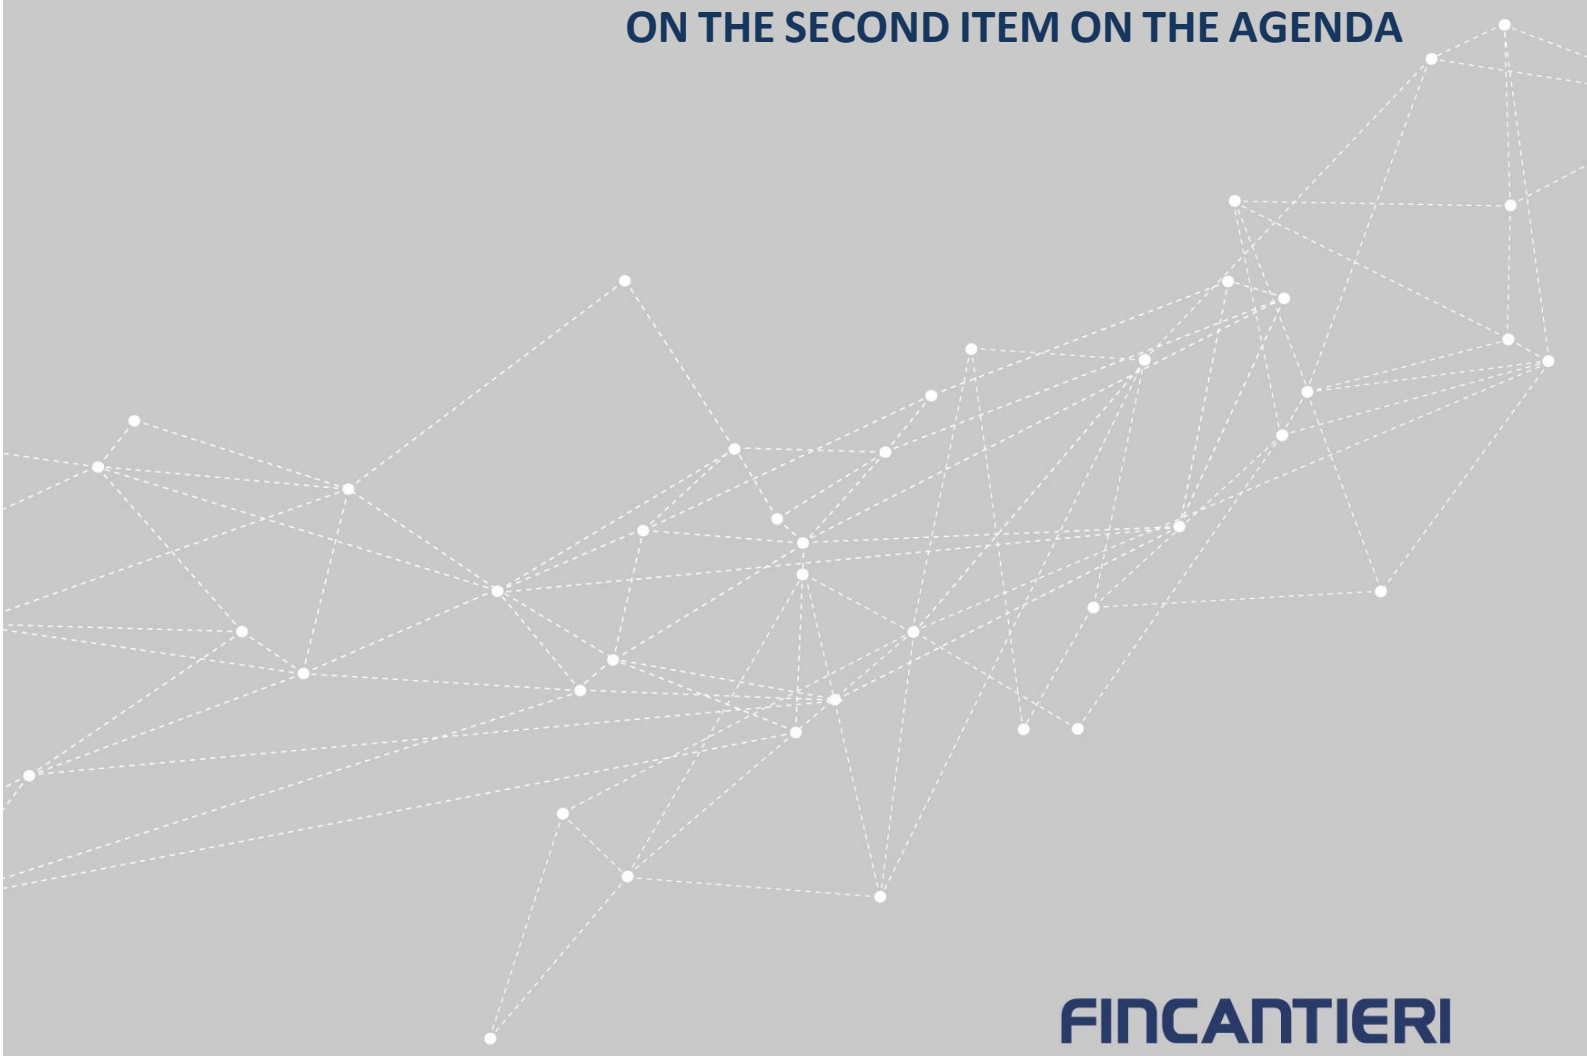 ON THE SECOND ITEM ON THE AGENDA
FINCANTIERI